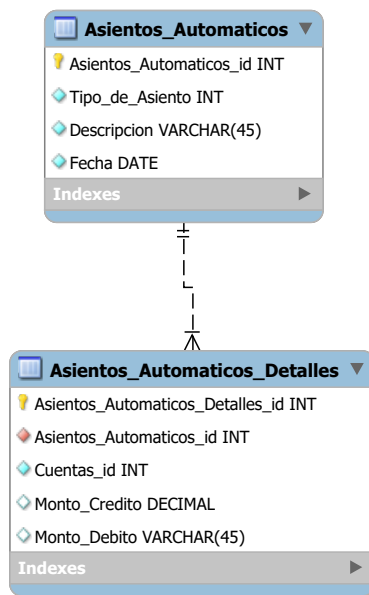 Asientos_Automaticos
Asientos_Automaticos_id INT
Tipo_de_Asiento INT
Descripcion VARCHAR(45)
Fecha DATE
Indexes
Asientos_Automaticos_Detalles
Asientos_Automaticos_Detalles_id INT
Asientos_Automaticos_id INT
Cuentas_id INT
Monto_Credito DECIMAL
Monto_Debito VARCHAR(45)
Indexes